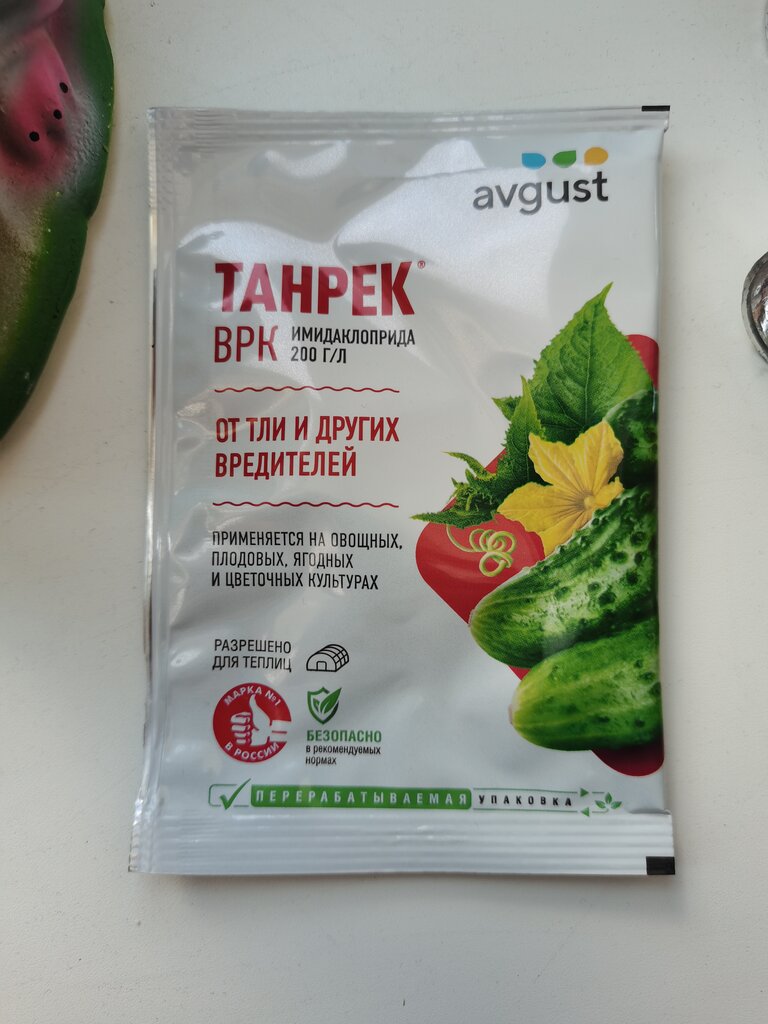 avgust
ТАНРЕК®
ВРК ИМИДАКЛОПРИДА
200 Г/Л
ОТ ТЛИ И ДРУГИХ
ВРЕДИТЕЛЕЙ
ПРИМЕНЯЕТСЯ НА ОВОЩНЫХ,
ПЛОДОВЫХ, ЯГОДНЫХ
И ЦВЕТОЧНЫХ КУЛЬТУРАХ
РАЗРЕШЕНО
ДЛЯ ТЕПЛИЦ
МАРКА №1
В РОССИИ
БЕЗОПАСНО
в рекомендуемых
нормах
ПЕРЕРАБАТЫВАЕМАЯ УПАКОВКА